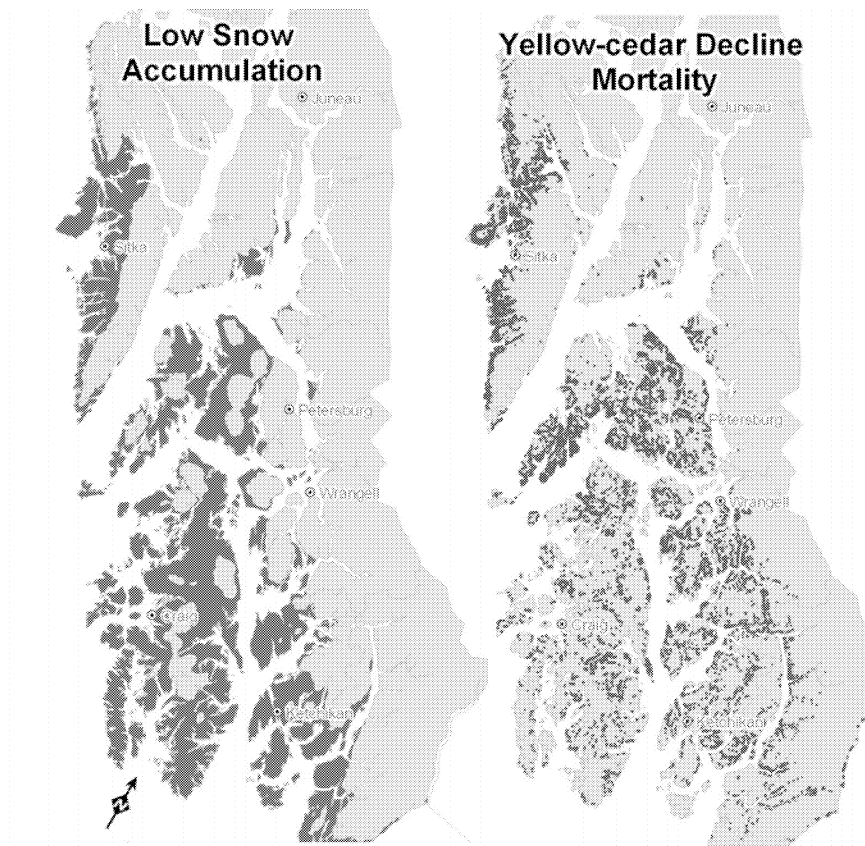 Low Snow
Accumulation
Juneau
Sitka
Petersburg
Wrangell
Craig
Ketchikan
N
Yellow-cedar Decline
Mortality
Juneau
Sitka
Petersburg
Wrangell
Craig
Ketchikan